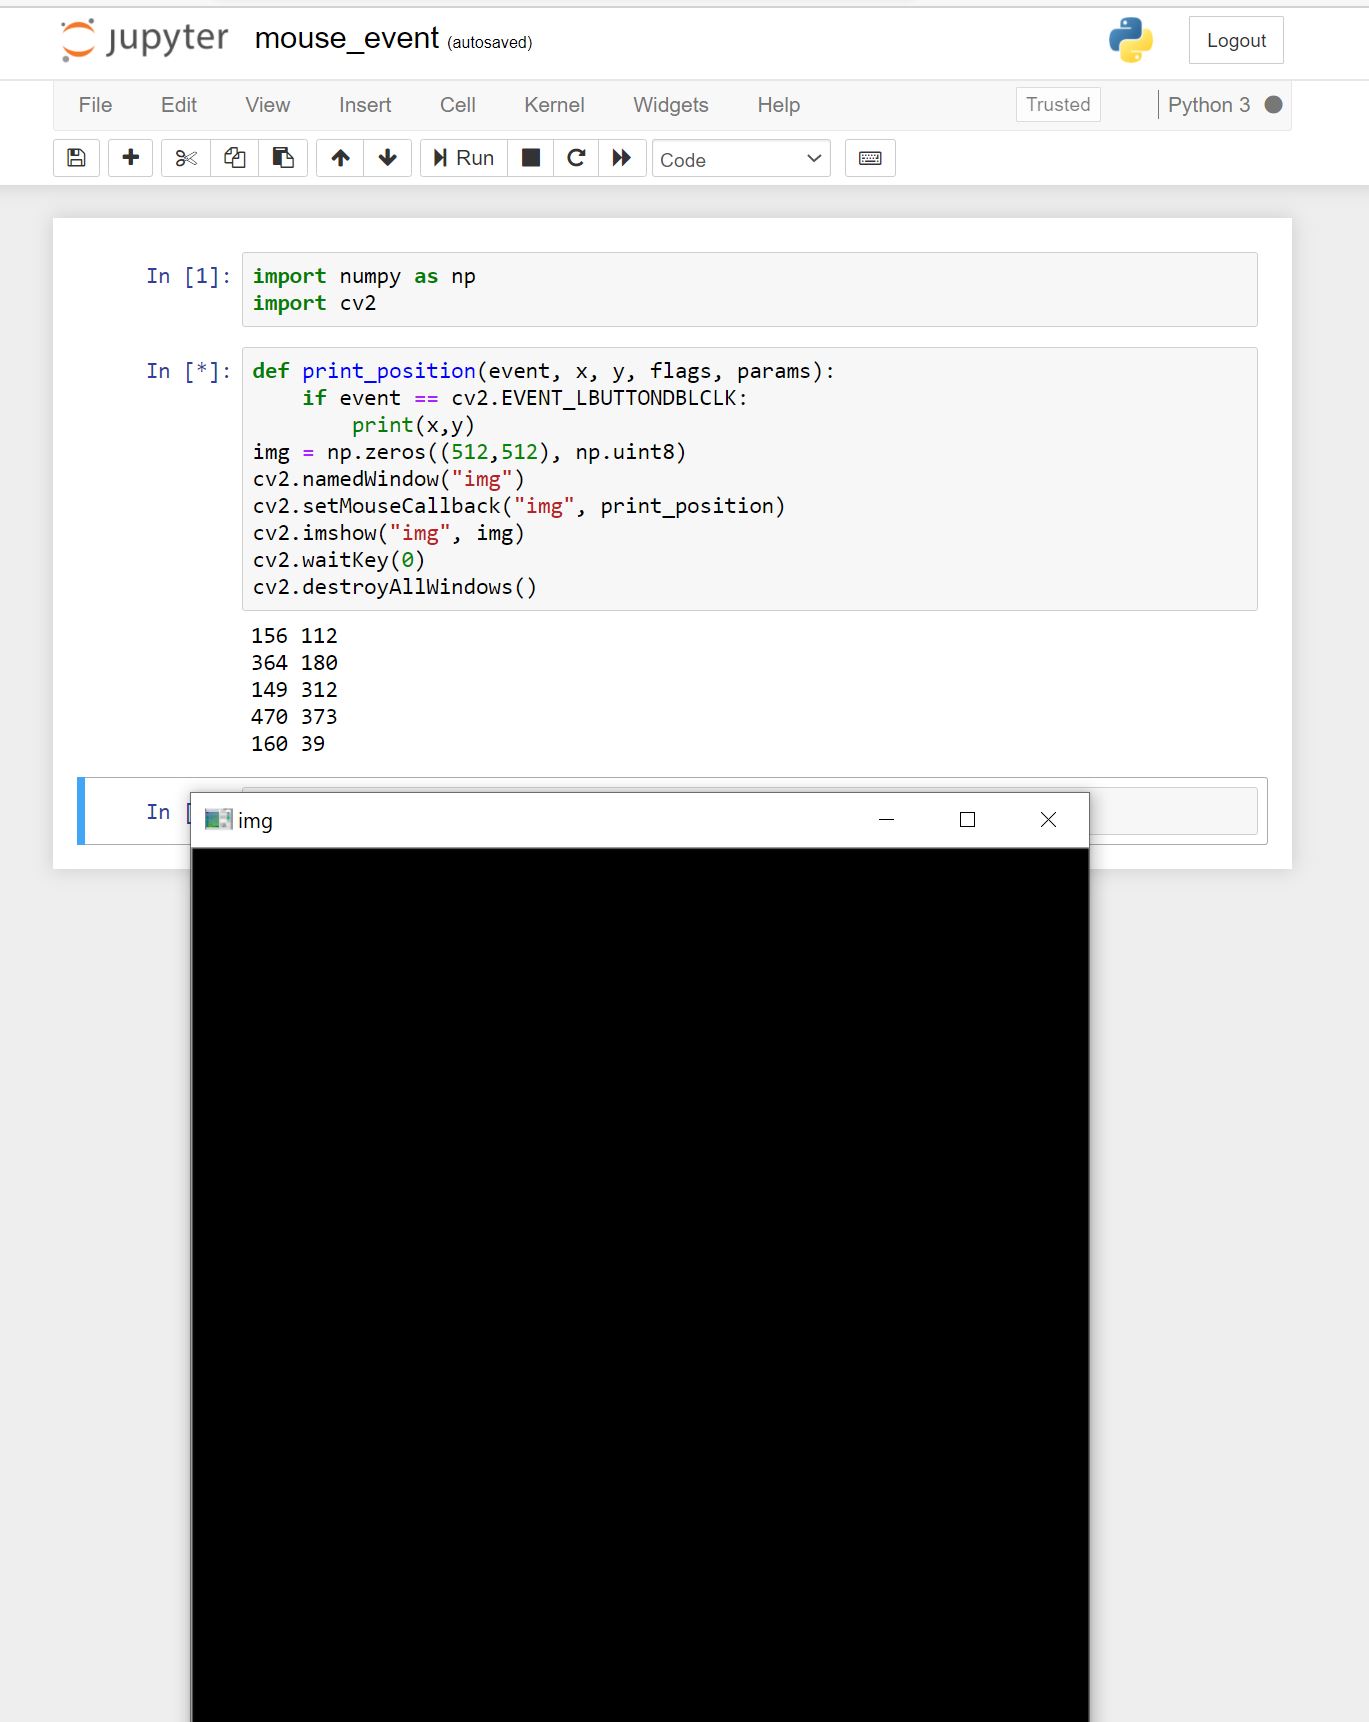 jupyter mouse_event (autosaved) Logout
File Edit View Insert Cell Kernel Widgets Help Trusted Python 3
Run Code
In [1]: import numpy as np
import cv2
In [*]: def print_position(event, x, y, flags, params):
    if event == cv2.EVENT_LBUTTONDBLCLK:
        print(x,y)
img = np.zeros((512,512), np.uint8)
cv2.namedWindow("img")
cv2.setMouseCallback("img", print_position)
cv2.imshow("img", img)
cv2.waitKey(0)
cv2.destroyAllWindows()
156 112
364 180
149 312
470 373
160 39
In [
img